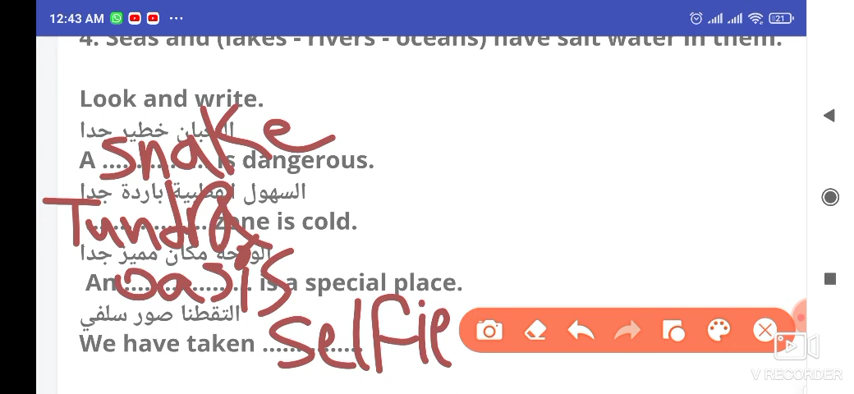 12:43 AM ... 21
4. Seas and (lakes - rivers - oceans) have salt water in them.
Look and write.
الثعبان خطير جدا
A snake is dangerous.
السهول القطبية باردة جدا
Tundra zone is cold.
الواحة مكان مميز جدا
An oasis is a special place.
التقطنا صور سلفي
We have taken selfie
V RECORDER